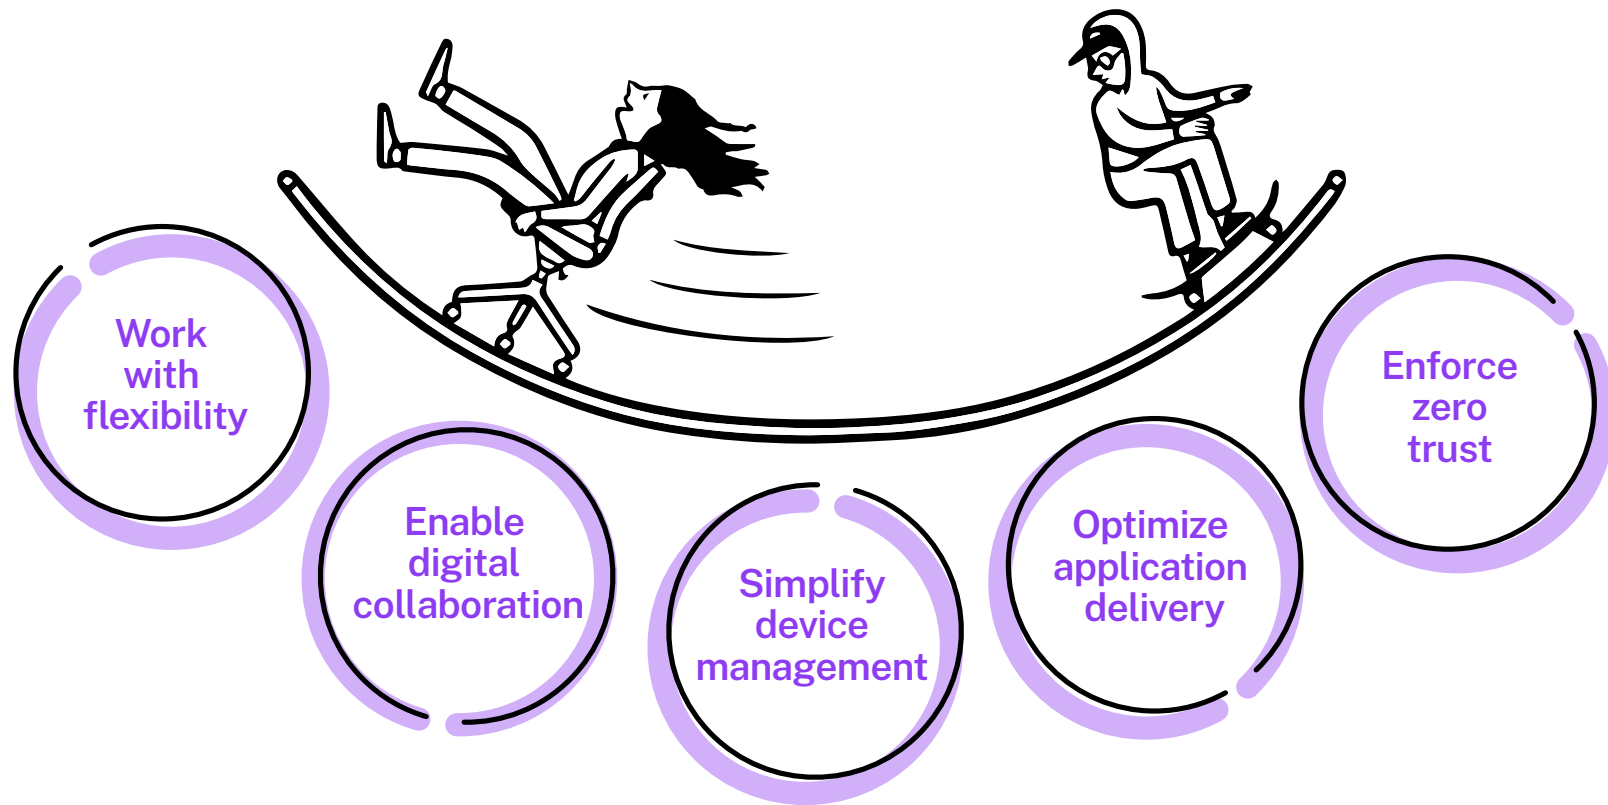 Work
with
flexibility
Enable
digital
collaboration
Simplify
device
management
Optimize
application
delivery
Enforce
zero
trust